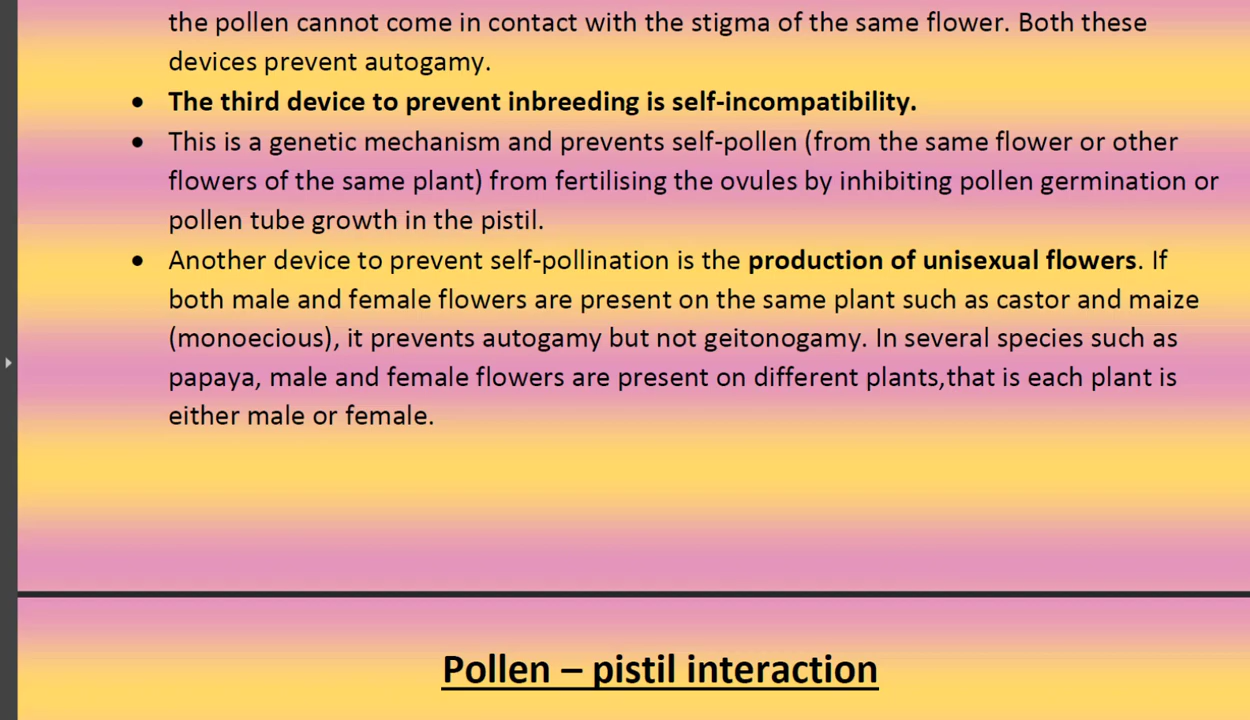 the pollen cannot come in contact with the stigma of the same flower. Both these
devices prevent autogamy.
• The third device to prevent inbreeding is self-incompatibility.
• This is a genetic mechanism and prevents self-pollen (from the same flower or other
flowers of the same plant) from fertilising the ovules by inhibiting pollen germination or
pollen tube growth in the pistil.
• Another device to prevent self-pollination is the production of unisexual flowers. If
both male and female flowers are present on the same plant such as castor and maize
(monoecious), it prevents autogamy but not geitonogamy. In several species such as
papaya, male and female flowers are present on different plants,that is each plant is
either male or female.
Pollen – pistil interaction